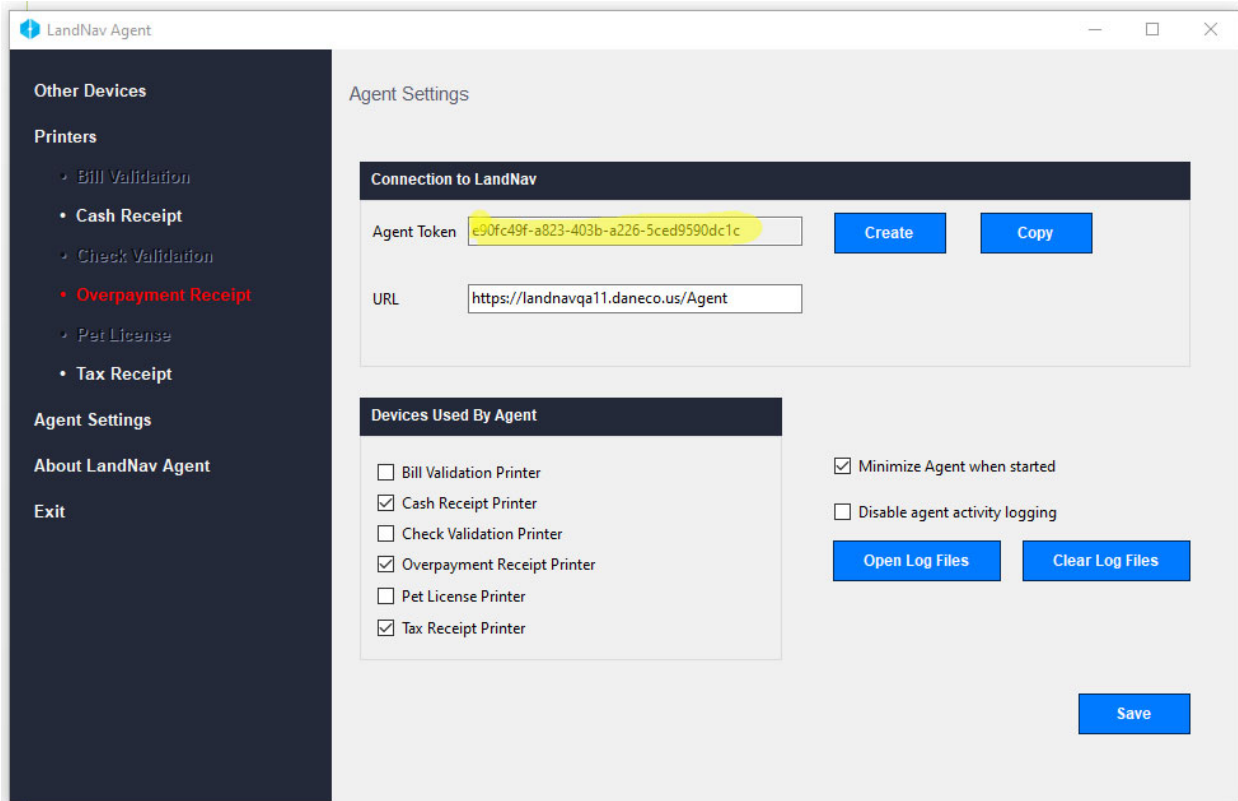 LandNav Agent
Other Devices
Printers
• Bill Validation
• Cash Receipt
• Check Validation
• Overpayment Receipt
• Pet License
• Tax Receipt
Agent Settings
About LandNav Agent
Exit
Agent Settings
Connection to LandNav
Agent Token e90fc49f-a823-403b-a226-5ced9590dc1c Create Copy
URL https://landnavqa11.daneco.us/Agent
Devices Used By Agent
Bill Validation Printer
Cash Receipt Printer
Check Validation Printer
Overpayment Receipt Printer
Pet License Printer
Tax Receipt Printer
Minimize Agent when started
Disable agent activity logging
Open Log Files Clear Log Files
Save